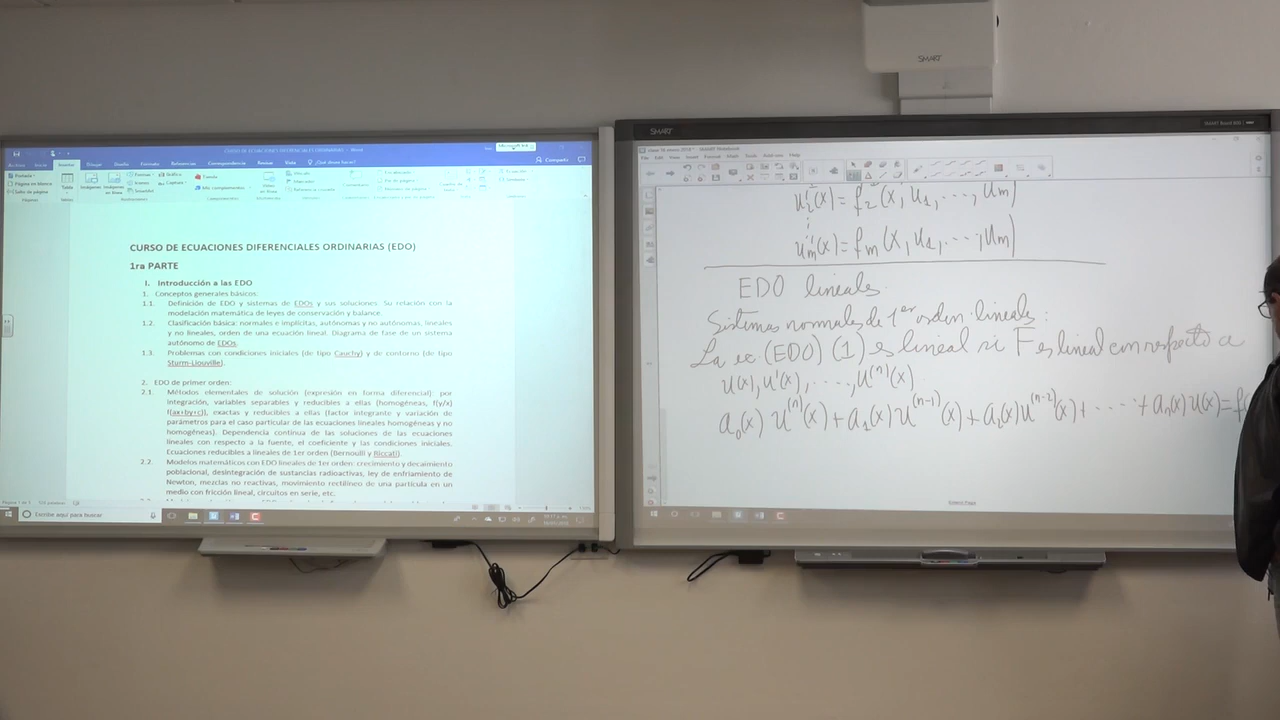 SMART
SMART
CURSO DE ECUACIONES DIFERENCIALES ORDINARIAS (EDO)
1ra PARTE
I. Introducción a las EDO
1. Conceptos generales básicos.
1.1. Definición de EDO y sistemas de EDOs y sus soluciones. Su relación con la
modelación matemática de leyes de conservación y balance.
1.2. Clasificación básica: normales e implícitas, autónomas y no autónomas, lineales
y no lineales, orden de una ecuación lineal. Diagrama de fase de un sistema
autónomo de EDOs.
1.3. Problemas con condiciones iniciales (de tipo Cauchy) y de contorno (de tipo
Sturm-Liouville).
2. EDO de primer orden:
2.1. Métodos elementales de solución (expresión en forma diferencial): por
integración, variables separables y reducibles a ellas (homogéneas, f(y/x)
f(ax+by+c)), exactas y reducibles a ellas (factor integrante y variación de
parámetros para el caso particular de las ecuaciones lineales homogéneas y no
homogéneas). Dependencia continua de las soluciones de las ecuaciones
lineales con respecto a la fuente, el coeficiente y las condiciones iniciales.
Ecuaciones reducibles a lineales de 1er orden (Bernoulli y Riccati).
2.2. Modelos matemáticos con EDO lineales de 1er orden: crecimiento y decaimiento
poblacional, desintegración de sustancias radioactivas, ley de enfriamiento de
Newton, mezclas no reactivas, movimiento rectilíneo de una partícula en un
medio con fricción lineal, circuitos en serie, etc.
Escribe aquí para buscar
u₂'(x)=f₂(x,u₁,...,um)
um'(x)=fm(x,u₁,...,um)
EDO lineales.
Sistemas normales de 1er orden lineales:
La ec (EDO) (1) es lineal si F es lineal con respecto a
u(x), u'(x), ...., u⁽ⁿ⁾(x)
a₀(x) u⁽ⁿ⁾(x)+a₁(x)u⁽ⁿ⁻¹⁾(x)+a₂(x)u⁽ⁿ⁻²⁾(x)+....+aₙ(x)u(x)=f(
Extend Page